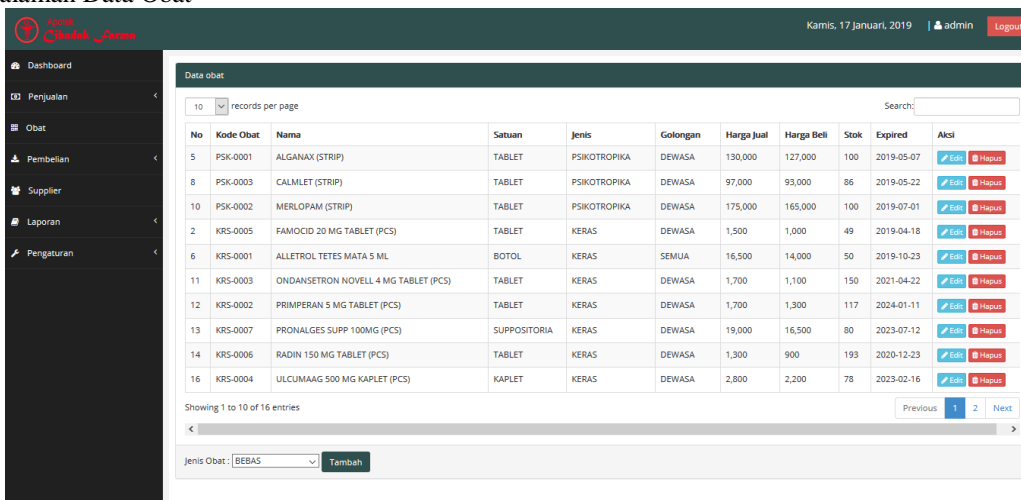 Halaman Data Obat
Apotek
Cibadak Farma
Kamis, 17 Januari, 2019 | admin Logout
Dashboard
Penjualan
Obat
Pembelian
Supplier
Laporan
Pengaturan
Data obat
10 records per page Search:
No Kode Obat Nama Satuan Jenis Golongan Harga Jual Harga Beli Stok Expired Aksi
5 PSK-0001 ALGANAX (STRIP) TABLET PSIKOTROPIKA DEWASA 130,000 127,000 100 2019-05-07 Edit Hapus
8 PSK-0003 CALMLET (STRIP) TABLET PSIKOTROPIKA DEWASA 97,000 93,000 86 2019-05-22 Edit Hapus
10 PSK-0002 MERLOPAM (STRIP) TABLET PSIKOTROPIKA DEWASA 175,000 165,000 100 2019-07-01 Edit Hapus
2 KRS-0005 FAMOCID 20 MG TABLET (PCS) TABLET KERAS DEWASA 1,500 1,000 49 2019-04-18 Edit Hapus
6 KRS-0001 ALLETROL TETES MATA 5 ML BOTOL KERAS SEMUA 16,500 14,000 50 2019-10-23 Edit Hapus
11 KRS-0003 ONDANSETRON NOVELL 4 MG TABLET (PCS) TABLET KERAS DEWASA 1,700 1,100 150 2021-04-22 Edit Hapus
12 KRS-0002 PRIMPERAN 5 MG TABLET (PCS) TABLET KERAS DEWASA 1,700 1,300 117 2024-01-11 Edit Hapus
13 KRS-0007 PRONALGES SUPP 100MG (PCS) SUPPOSITORIA KERAS DEWASA 19,000 16,500 80 2023-07-12 Edit Hapus
14 KRS-0006 RADIN 150 MG TABLET (PCS) TABLET KERAS DEWASA 1,300 900 193 2020-12-23 Edit Hapus
16 KRS-0004 ULCUMAAG 500 MG KAPLET (PCS) KAPLET KERAS DEWASA 2,800 2,200 78 2023-02-16 Edit Hapus
Showing 1 to 10 of 16 entries Previous 1 2 Next
Jenis Obat : BEBAS Tambah